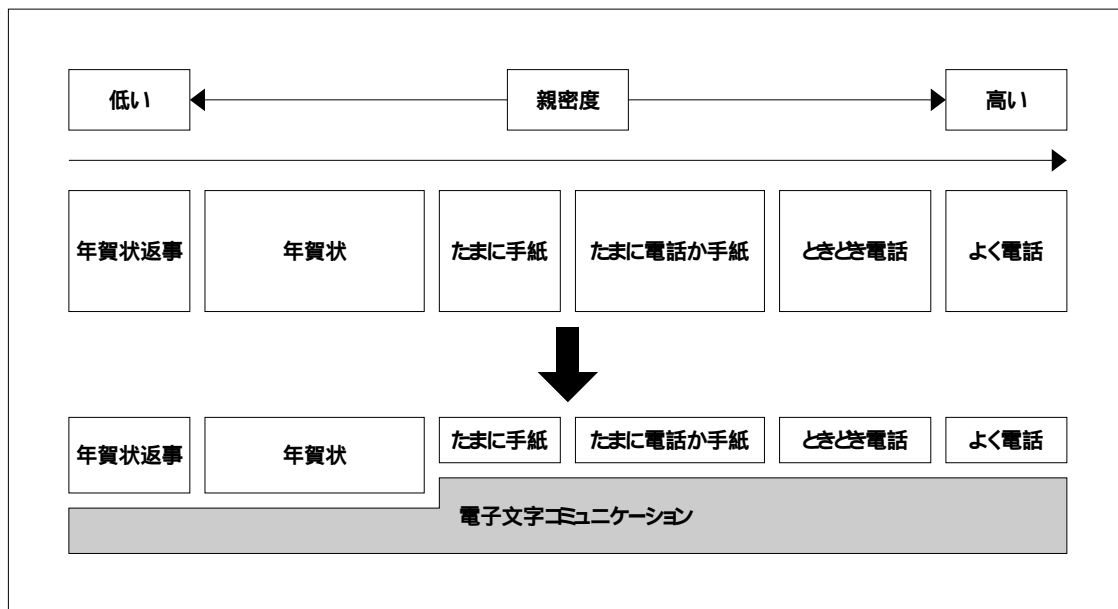 低い
親密度
高い
年賀状返事
年賀状
たまに手紙
たまに電話か手紙
ときどき電話
よく電話
年賀状返事
年賀状
たまに手紙
たまに電話か手紙
ときどき電話
よく電話
電子文字コミュニケーション